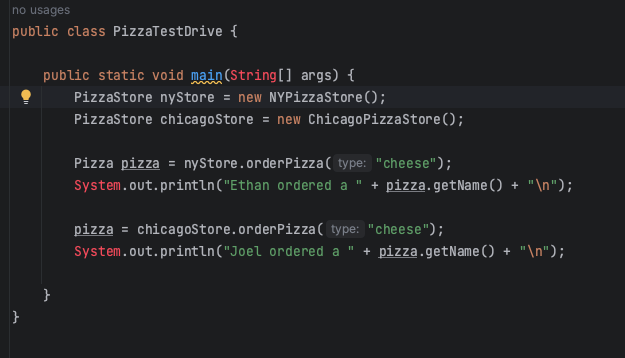 no usages
public class PizzaTestDrive {
public static void main(String[] args) {
PizzaStore nyStore = new NYPizzaStore();
PizzaStore chicagoStore = new ChicagoPizzaStore();
Pizza pizza = nyStore.orderPizza( type: "cheese");
System.out.println("Ethan ordered a " + pizza.getName() + "\n");
pizza = chicagoStore.orderPizza( type: "cheese");
System.out.println("Joel ordered a " + pizza.getName() + "\n");
}
}